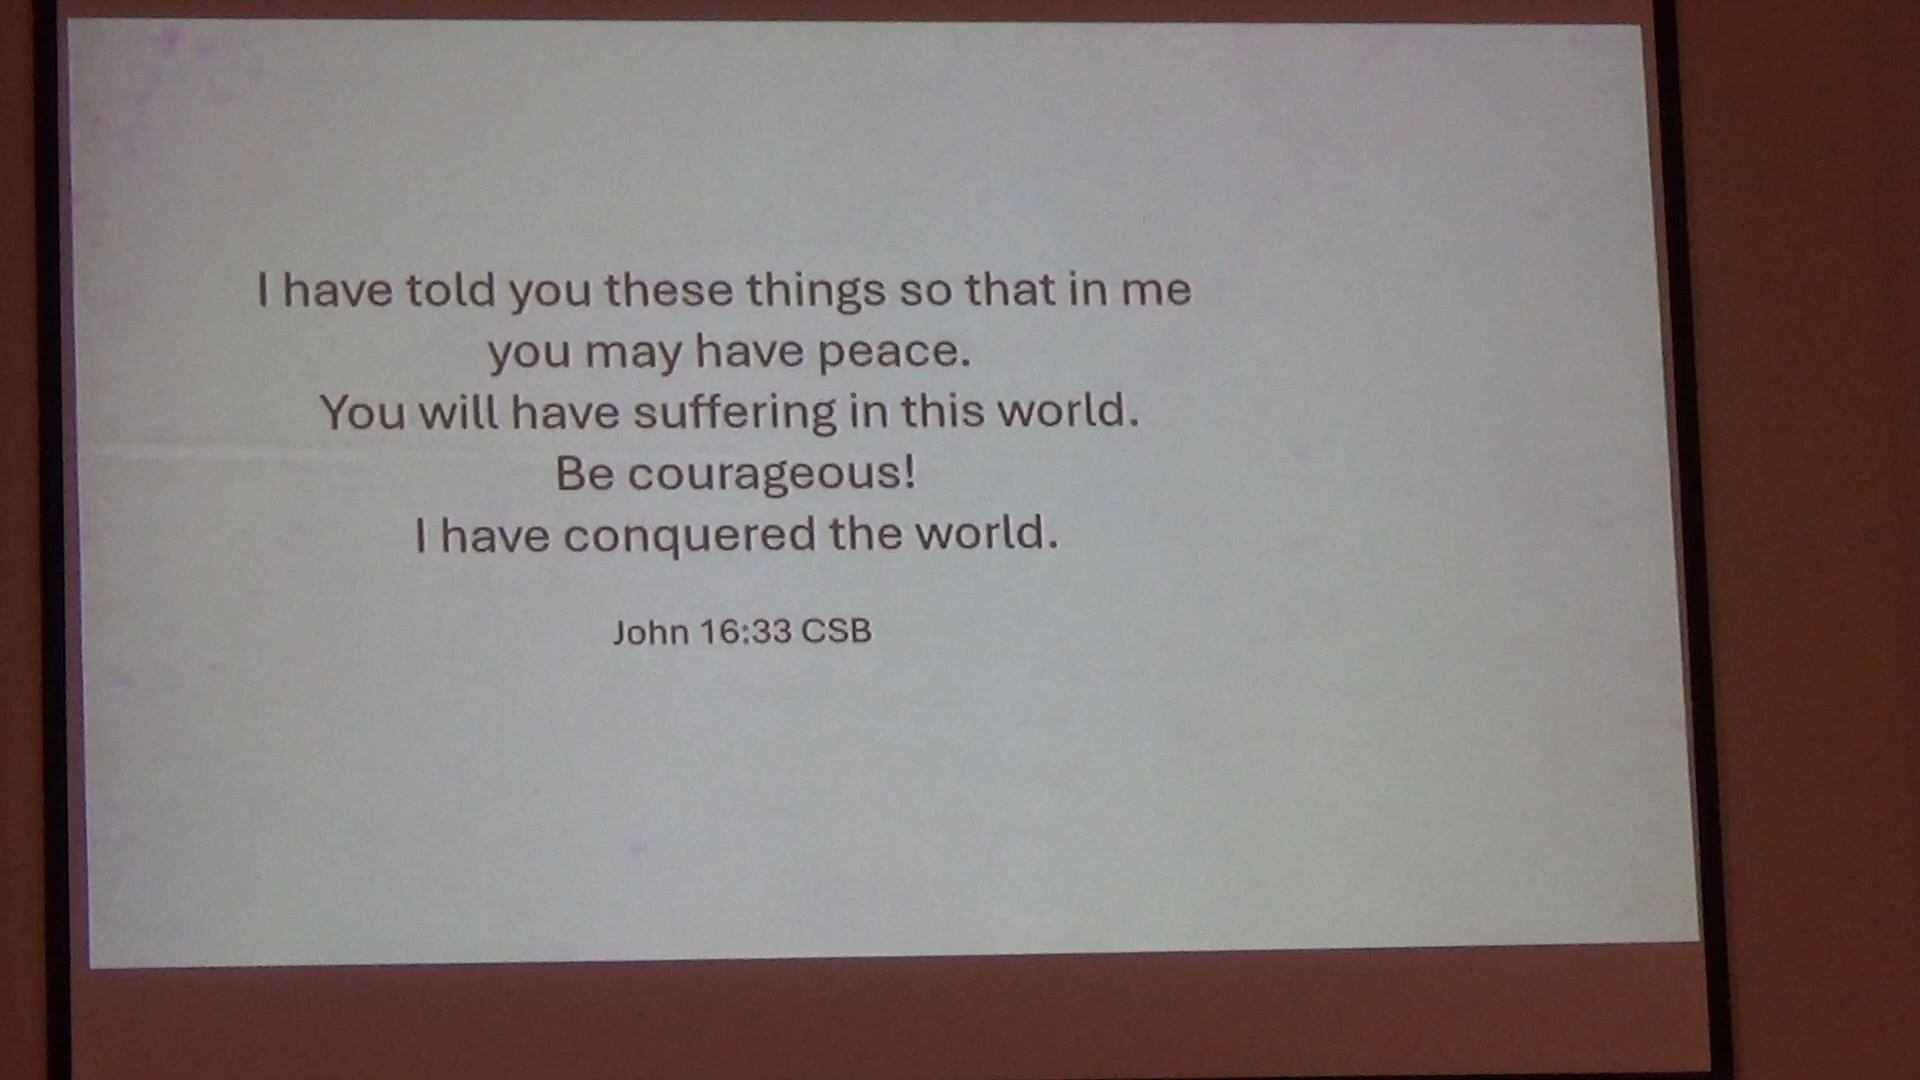 I have told you these things so that in me
you may have peace.
You will have suffering in this world.
Be courageous!
I have conquered the world.
John 16:33 CSB